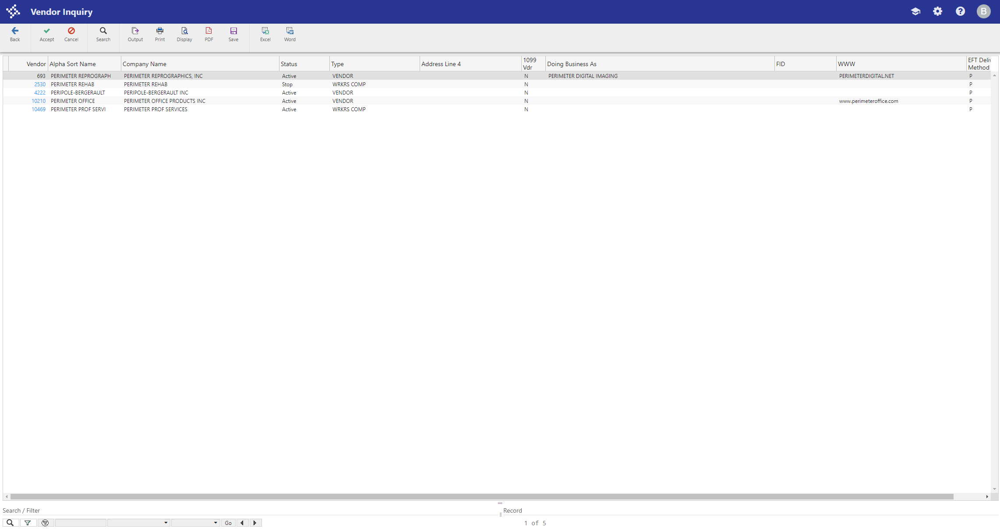 Vendor Inquiry
B
Back Accept Cancel Search Output Print Display PDF Save Excel Word
Vendor Alpha Sort Name Company Name Status Type Address Line 4 1099 Vdr Doing Business As FID WWW EFT Deliv Method
693 PERIMETER REPROGRAPH PERIMETER REPROGRAPHICS, INC Active VENDOR N PERIMETER DIGITAL IMAGING PERIMETERDIGITAL.NET P
2530 PERIMETER REHAB PERIMETER REHAB Stop WRKRS COMP N P
4222 PERIPOLE-BERGERAULT PERIPOLE-BERGERAULT INC Active VENDOR N P
10210 PERIMETER OFFICE PERIMETER OFFICE PRODUCTS INC Active VENDOR N www.perimeteroffice.com P
10469 PERIMETER PROF SERVI PERIMETER PROF SERVICES Active WRKRS COMP N P
Search / Filter Record
Go 1 of 5